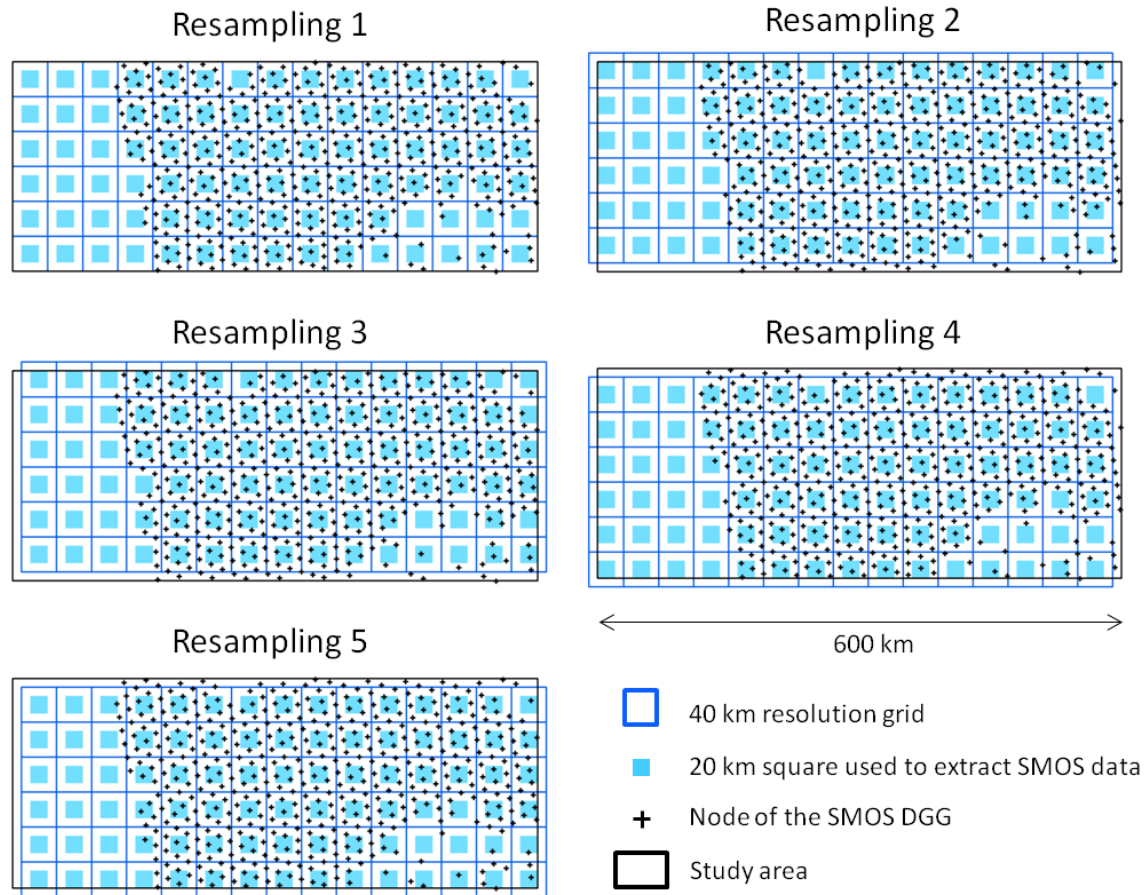 Resampling 1
Resampling 2
Resampling 3
Resampling 4
600 km
Resampling 5
40 km resolution grid
20 km square used to extract SMOS data
Node of the SMOS DGG
Study area